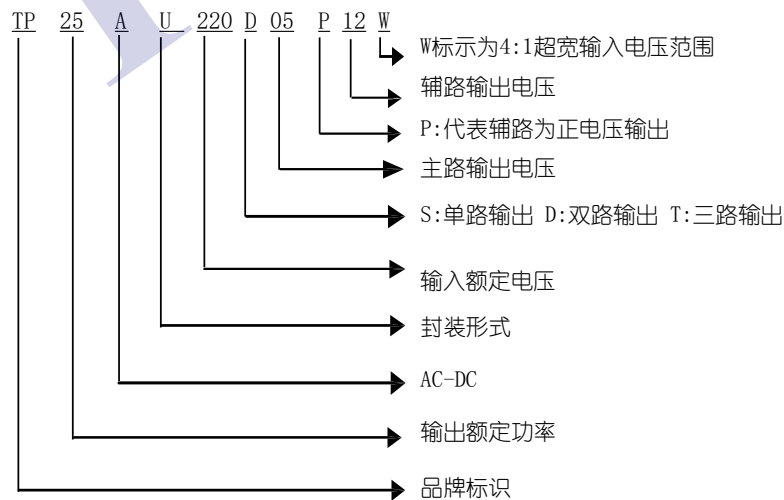 TP 25 A U 220 D 05 P 12 W
W标示为4:1超宽输入电压范围
辅路输出电压
P:代表辅路为正电压输出
主路输出电压
S:单路输出 D:双路输出 T:三路输出
输入额定电压
封装形式
AC-DC
输出额定功率
品牌标识